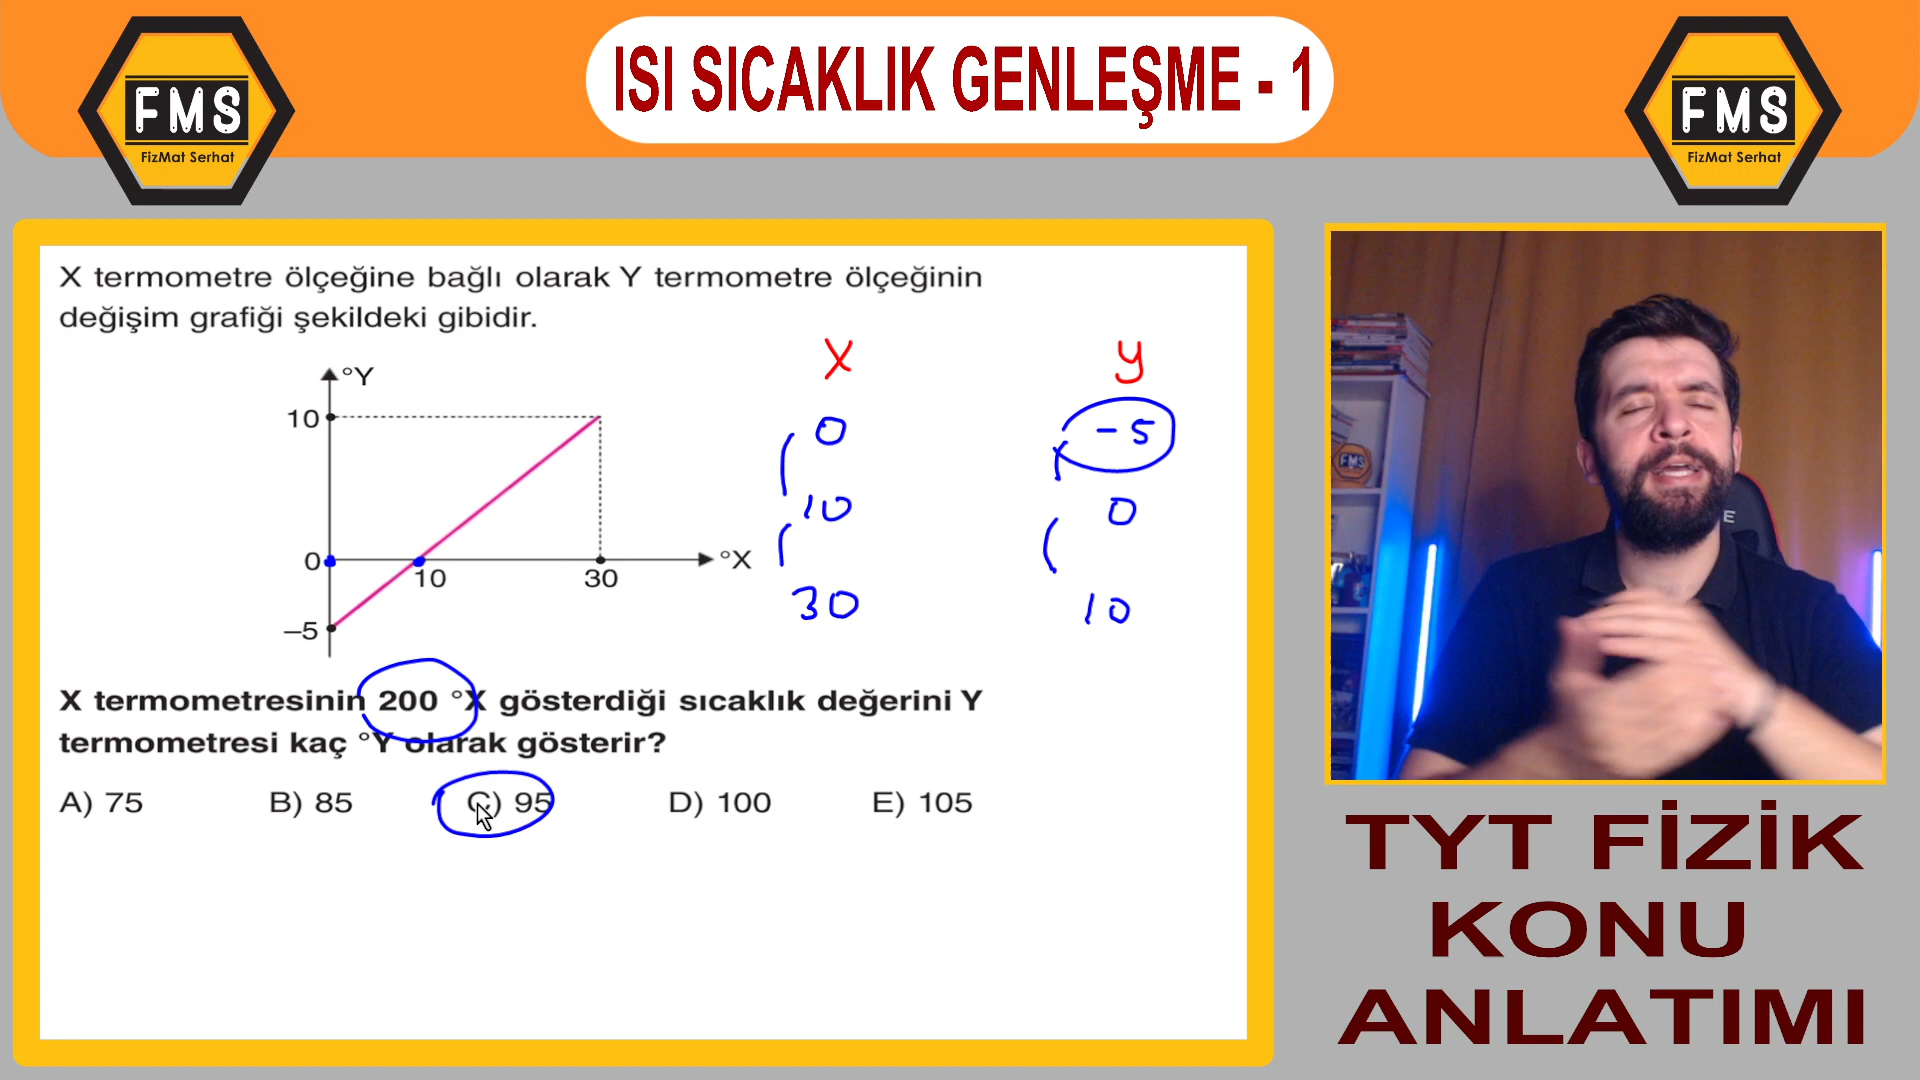 ISI SICAKLIK GENLEŞME - 1
FMS
FizMat Serhat
FMS
FizMat Serhat
X termometre ölçeğine bağlı olarak Y termometre ölçeğinin
değişim grafiği şekildeki gibidir.
°Y
10
0
10
30
°X
–5
X
y
0
-5
10
0
30
10
X termometresinin 200 °X gösterdiği sıcaklık değerini Y
termometresi kaç °Y olarak gösterir?
A) 75 B) 85 C) 95 D) 100 E) 105
FMS
E
TYT FİZİK
KONU
ANLATIMI